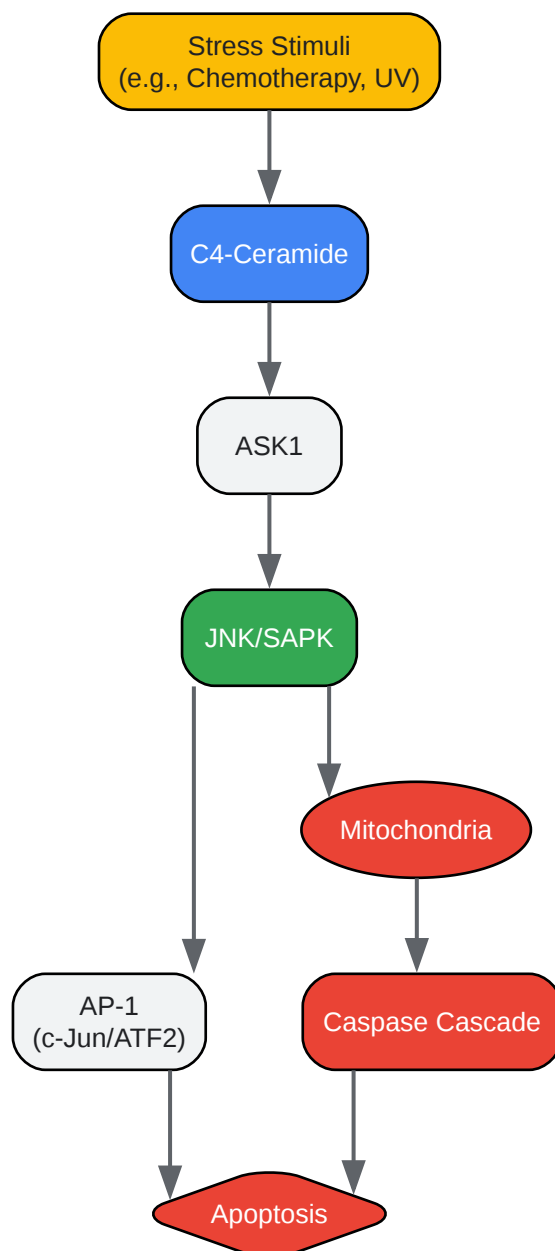 Stress Stimuli
(e.g., Chemotherapy, UV)
C4-Ceramide
ASK1
JNK/SAPK
Mitochondria
AP-1
(c-Jun/ATF2)
Caspase Cascade
Apoptosis